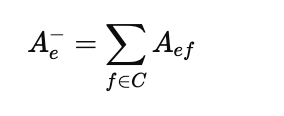 $A_e^- = \sum_{f \in C} A_{ef}$